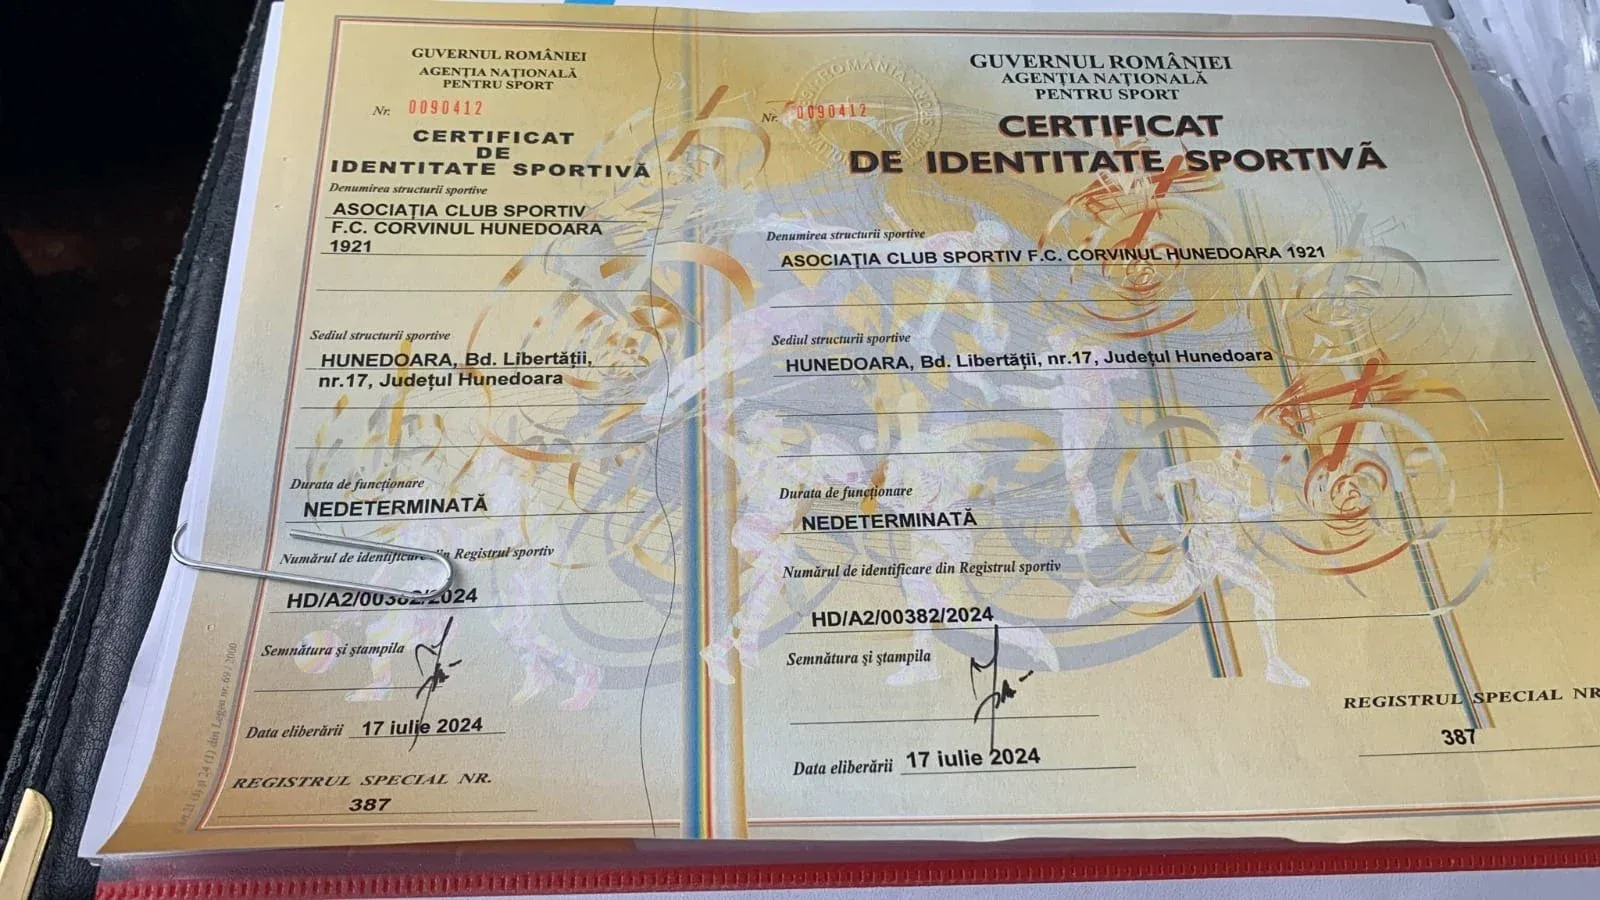 GUVERNUL ROMÂNIEI
AGENȚIA NAȚIONALĂ
PENTRU SPORT
Nr. 0090412
CERTIFICAT
DE
IDENTITATE SPORTIVĂ
Denumirea structurii sportive
ASOCIAȚIA CLUB SPORTIV
F.C. CORVINUL HUNEDOARA
1921
Sediul structurii sportive
HUNEDOARA, Bd. Libertății,
nr.17, Județul Hunedoara
Durata de funcționare
NEDETERMINATĂ
Numărul de identificare din Registrul sportiv
HD/A2/00382/2024
Semnătura și ștampila
Data eliberării 17 iulie 2024
REGISTRUL SPECIAL NR.
387
GUVERNUL ROMÂNIEI
AGENȚIA NAȚIONALĂ
PENTRU SPORT
Nr. 0090412
CERTIFICAT
DE IDENTITATE SPORTIVĂ
Denumirea structurii sportive
ASOCIAȚIA CLUB SPORTIV F.C. CORVINUL HUNEDOARA 1921
Sediul structurii sportive
HUNEDOARA, Bd. Libertății, nr.17, Județul Hunedoara
Durata de funcționare
NEDETERMINATĂ
Numărul de identificare din Registrul sportiv
HD/A2/00382/2024
Semnătura și ștampila
Data eliberării 17 iulie 2024
REGISTRUL SPECIAL NR
387
din Legea nr. 69 / 2000